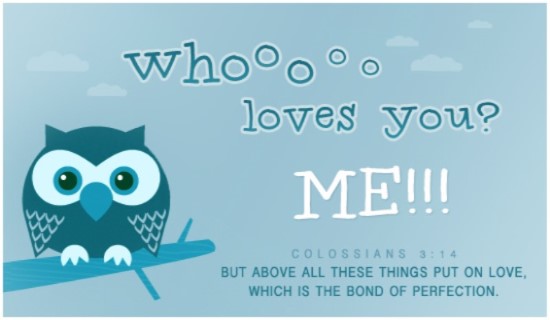 whooooo
loves you?
ME!!!
COLOSSIANS 3:14
BUT ABOVE ALL THESE THINGS PUT ON LOVE,
WHICH IS THE BOND OF PERFECTION.